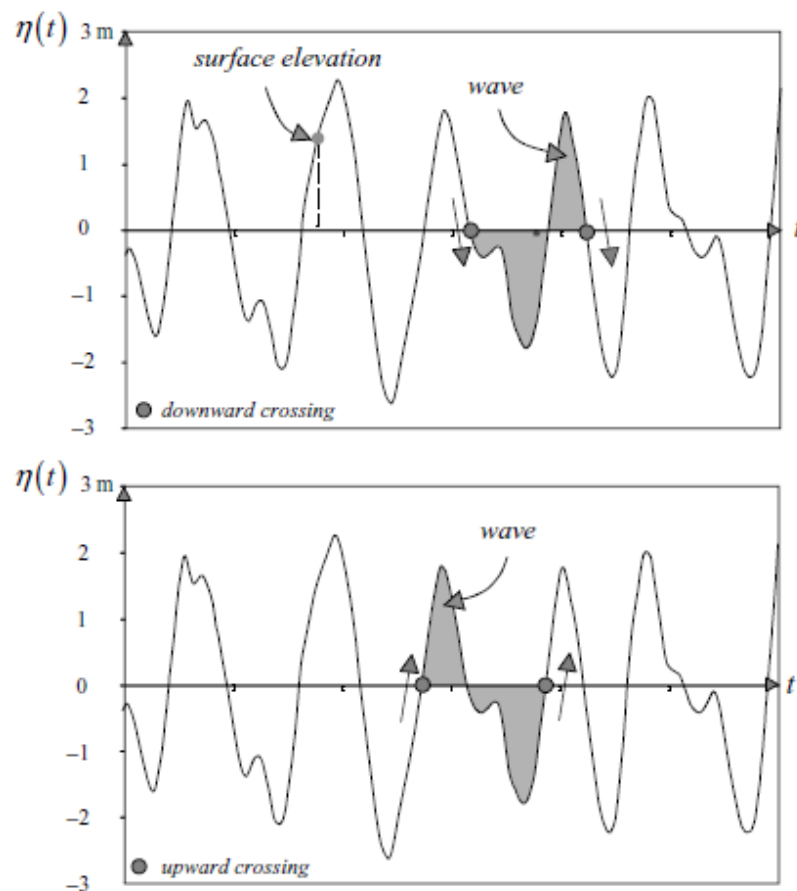 η(t) 3 m
surface elevation
wave
2
1
0
t
−1
−2
−3
downward crossing
η(t) 3 m
wave
2
1
0
t
−1
−2
−3
upward crossing